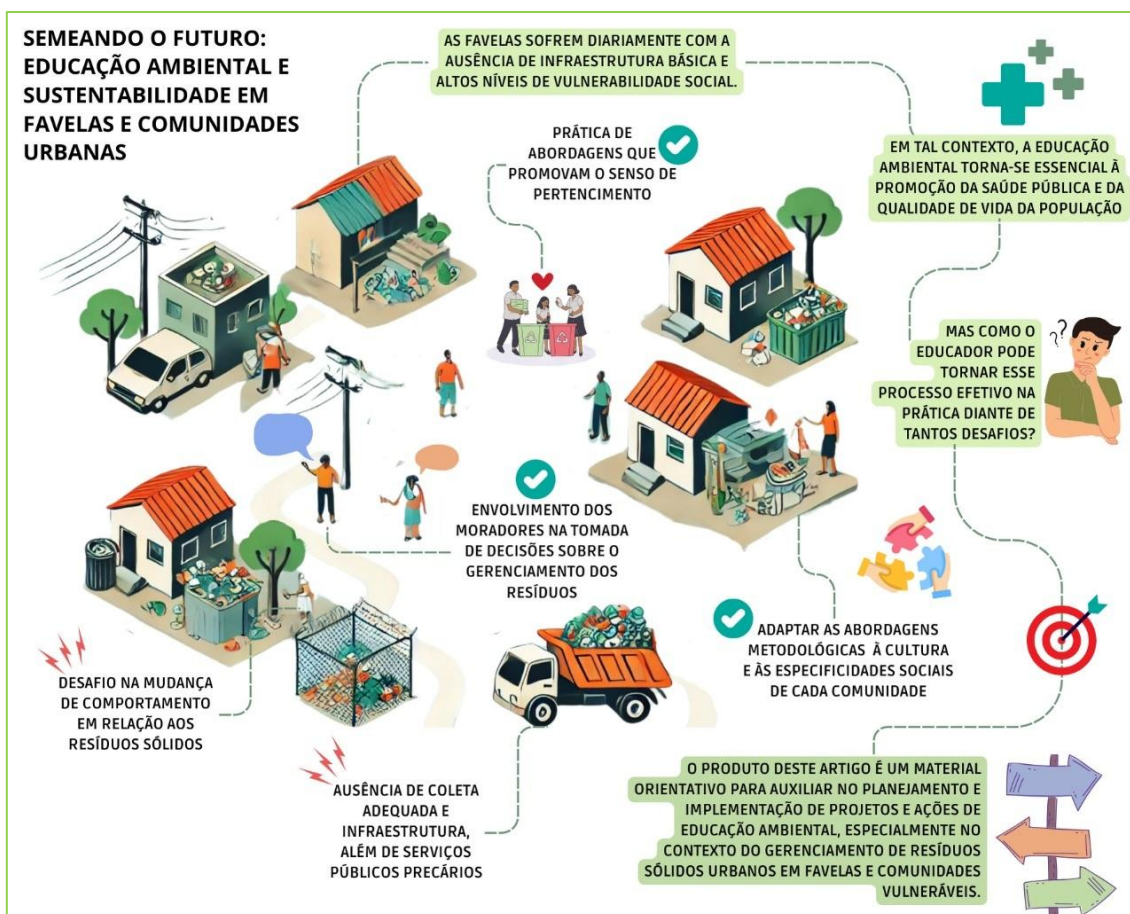 SEMEANDO O FUTURO:
EDUCAÇÃO AMBIENTAL E
SUSTENTABILIDADE EM
FAVELAS E COMUNIDADES
URBANAS
AS FAVELAS SOFREM DIARIAMENTE COM A
AUSÊNCIA DE INFRAESTRUTURA BÁSICA E
ALTOS NÍVEIS DE VULNERABILIDADE SOCIAL.
EM TAL CONTEXTO, A EDUCAÇÃO
AMBIENTAL TORNA-SE ESSENCIAL À
PROMOÇÃO DA SAÚDE PÚBLICA E DA
QUALIDADE DE VIDA DA POPULAÇÃO
PRÁTICA DE
ABORDAGENS QUE
PROMOVAM O SENSO DE
PERTENCIMENTO
MAS COMO O
EDUCADOR PODE
TORNAR ESSE
PROCESSO EFETIVO NA
PRÁTICA DIANTE DE
TANTOS DESAFIOS?
??
ENVOLVIMENTO DOS
MORADORES NA TOMADA
DE DECISÕES SOBRE O
GERENCIAMENTO DOS
RESÍDUOS
ADAPTAR AS ABORDAGENS
METODOLÓGICAS À CULTURA
E ÀS ESPECIFICIDADES SOCIAIS
DE CADA COMUNIDADE
DESAFIO NA MUDANÇA
DE COMPORTAMENTO
EM RELAÇÃO AOS
RESÍDUOS SÓLIDOS
AUSÊNCIA DE COLETA
ADEQUADA E
INFRAESTRUTURA,
ALÉM DE SERVIÇOS
PÚBLICOS PRECÁRIOS
O PRODUTO DESTE ARTIGO É UM MATERIAL
ORIENTATIVO PARA AUXILIAR NO PLANEJAMENTO E
IMPLEMENTAÇÃO DE PROJETOS E AÇÕES DE
EDUCAÇÃO AMBIENTAL, ESPECIALMENTE NO
CONTEXTO DO GERENCIAMENTO DE RESÍDUOS
SÓLIDOS URBANOS EM FAVELAS E COMUNIDADES
VULNERÁVEIS.